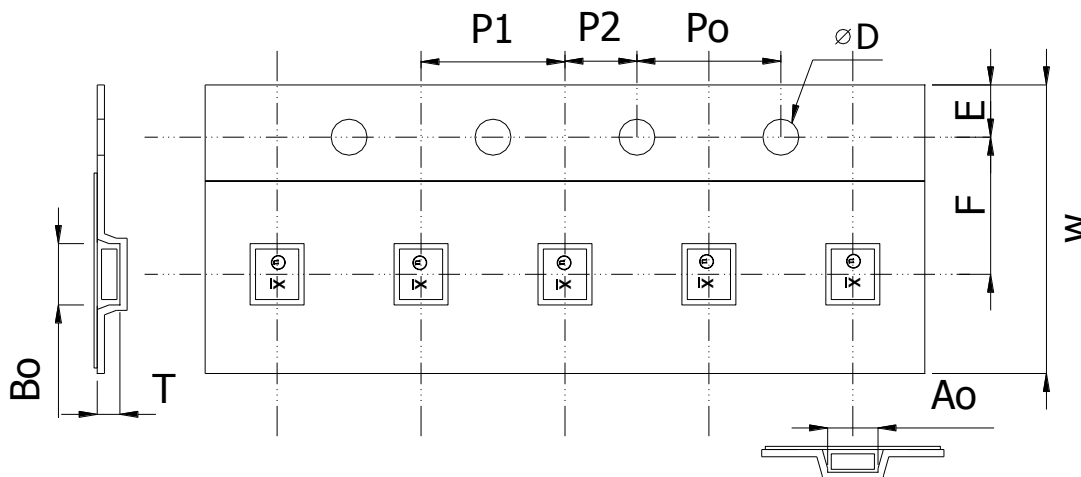 P1 P2 Po ⌀D
E
F
W
n n n n n
X̅ X̅ X̅ X̅ X̅
Bo
T
Ao